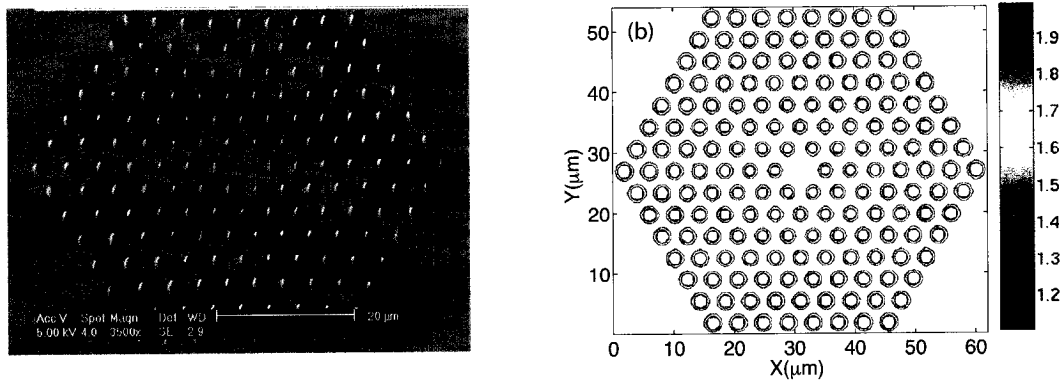 Acc V Spot Magn Det WD
5.00 kV 4.0 3500x SE 2.9
20 µm
(b)
50
40
30
20
10
Y(µm)
0 10 20 30 40 50 60
X(µm)
1.9
1.8
1.7
1.6
1.5
1.4
1.3
1.2